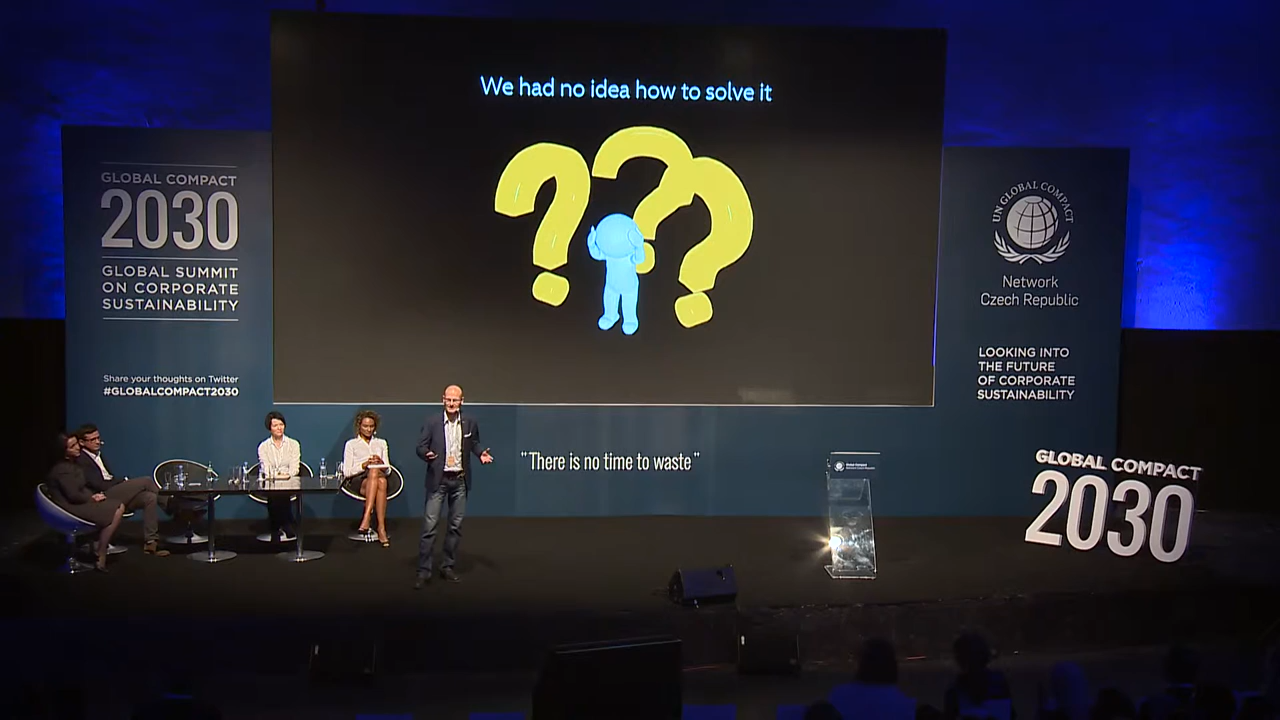 We had no idea how to solve it
???
GLOBAL COMPACT
2030
GLOBAL SUMMIT
ON CORPORATE
SUSTAINABILITY
Share your thoughts on Twitter
#GLOBALCOMPACT2030
UN GLOBAL COMPACT
Network
Czech Republic
LOOKING INTO
THE FUTURE
OF CORPORATE
SUSTAINABILITY
“There is no time to waste”
GLOBAL COMPACT
2030